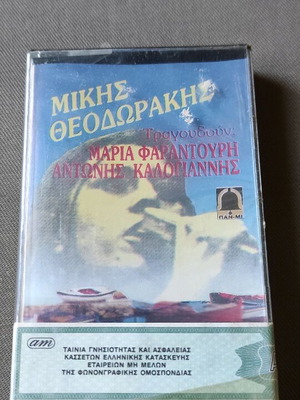 ΜΙΚΗΣ
ΘΕΟΔΩΡΑΚΗΣ
Τραγουδούν:
ΜΑΡΙΑ ΦΑΡΑΝΤΟΥΡΗ
ΑΝΤΩΝΗΣ ΚΑΛΟΓΙΑΝΝΗΣ
ΠΑΝ-ΜΙ
am
ΤΑΙΝΙΑ ΓΝΗΣΙΟΤΗΤΑΣ ΚΑΙ ΑΣΦΑΛΕΙΑΣ
ΚΑΣΣΕΤΩΝ ΕΛΛΗΝΙΚΗΣ ΚΑΤΑΣΚΕΥΗΣ
ΕΤΑΙΡΕΙΩΝ ΜΗ ΜΕΛΩΝ
ΤΗΣ ΦΩΝΟΓΡΑΦΙΚΗΣ ΟΜΟΣΠΟΝΔΙΑΣ